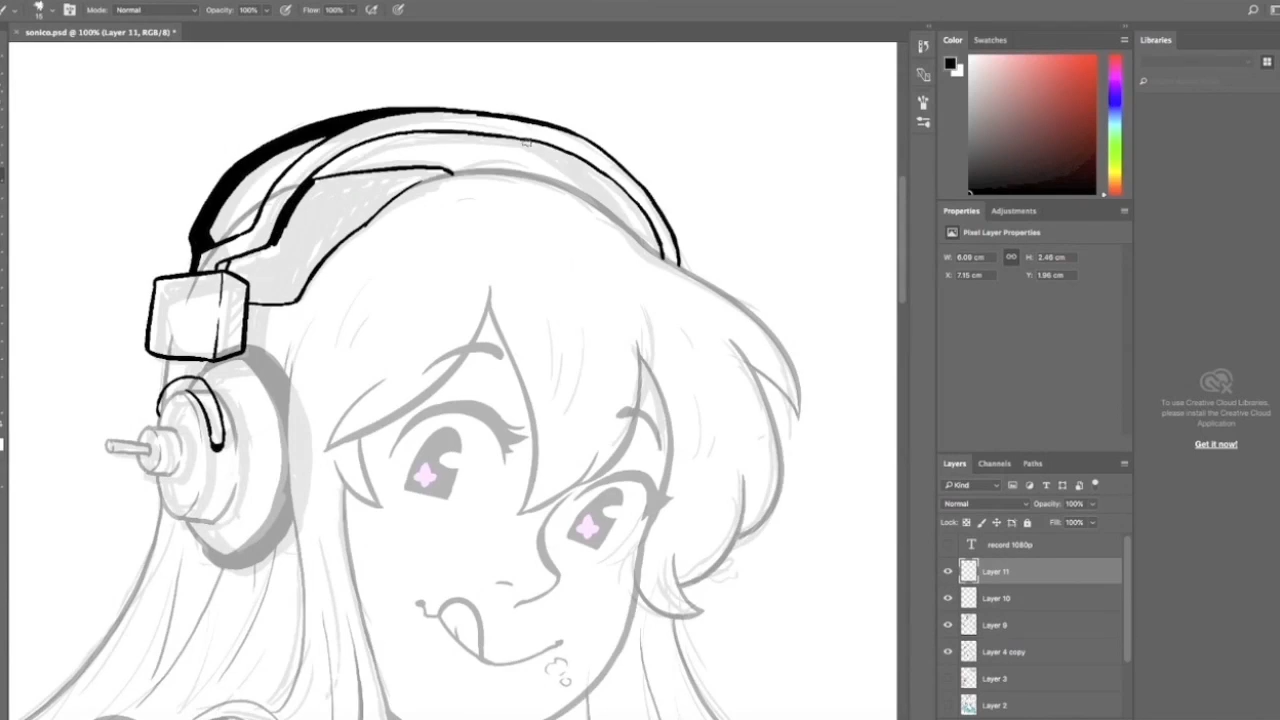 15 Mode: Normal Opacity: 100% Flow: 100%
sonico.psd @ 100% (Layer 11, RGB/8) *
Color Swatches
Libraries
Properties Adjustments
Pixel Layer Properties
W: 6.09 cm H: 2.46 cm
X: 7.15 cm Y: 1.96 cm
To use Creative Cloud Libraries,
please install the Creative Cloud
Application
Get it now!
Layers Channels Paths
Kind
Normal Opacity: 100%
Lock: Fill: 100%
T record 1080p
Layer 11
Layer 10
Layer 9
Layer 4 copy
Layer 3
Layer 2